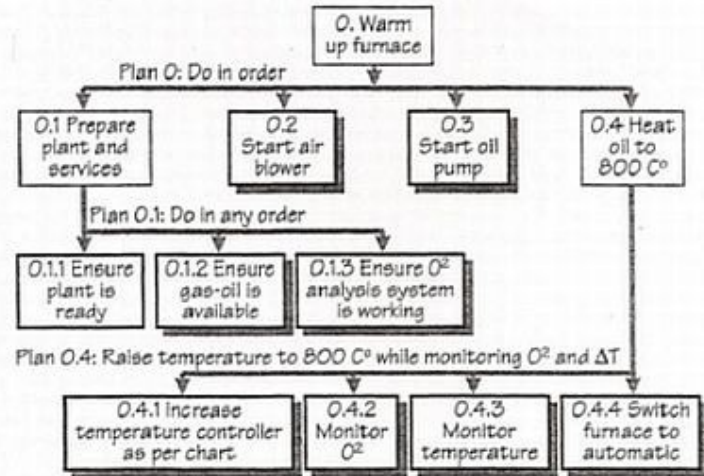 0. Warm
up furnace
Plan 0: Do in order
0.1 Prepare
plant and
services
0.2
Start air
blower
0.3
Start oil
pump
0.4 Heat
oil to
800 Cº
Plan 0.1: Do in any order
0.1.1 Ensure
plant is
ready
0.1.2 Ensure
gas-oil is
available
0.1.3 Ensure O²
analysis system
is working
Plan 0.4: Raise temperature to 800 Cº while monitoring O² and ΔT
0.4.1 Increase
temperature controller
as per chart
0.4.2
Monitor
O²
0.4.3
Monitor
temperature
0.4.4 Switch
furnace to
automatic